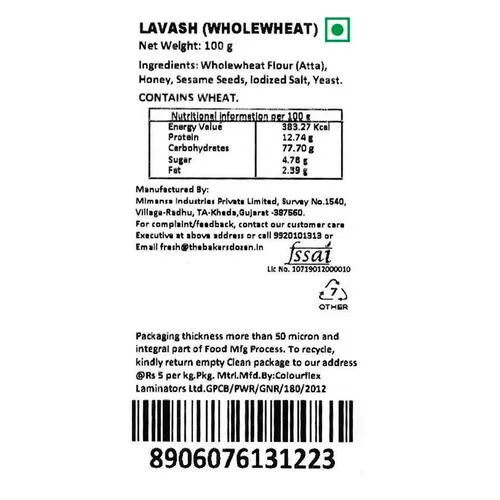 LAVASH (WHOLEWHEAT)
Net Weight: 100 g
Ingredients: Wholewheat Flour (Atta),
Honey, Sesame Seeds, Iodized Salt, Yeast.
CONTAINS WHEAT.
Nutritional Information per 100 g
Energy Value 383.27 Kcal
Protein 12.74 g
Carbohydrates 77.70 g
Sugar 4.78 g
Fat 2.39 g
Manufactured By:
Mimansa Industries Private Limited, Survey No.1540,
Village-Radhu, TA-Kheda,Gujarat -387560.
For complaint/feedback, contact our customer care
Executive at above address or call 9920101313 or
Email fresh@thebakersdozen.in
fssai
Lic No. 10719012000010
7
OTHER
Packaging thickness more than 50 micron and
integral part of Food Mfg Process. To recycle,
kindly return empty Clean package to our address
@Rs 5 per kg.Pkg. Mtrl.Mfd.By:Colourflex
Laminators Ltd.GPCB/PWR/GNR/180/2012
8906076131223